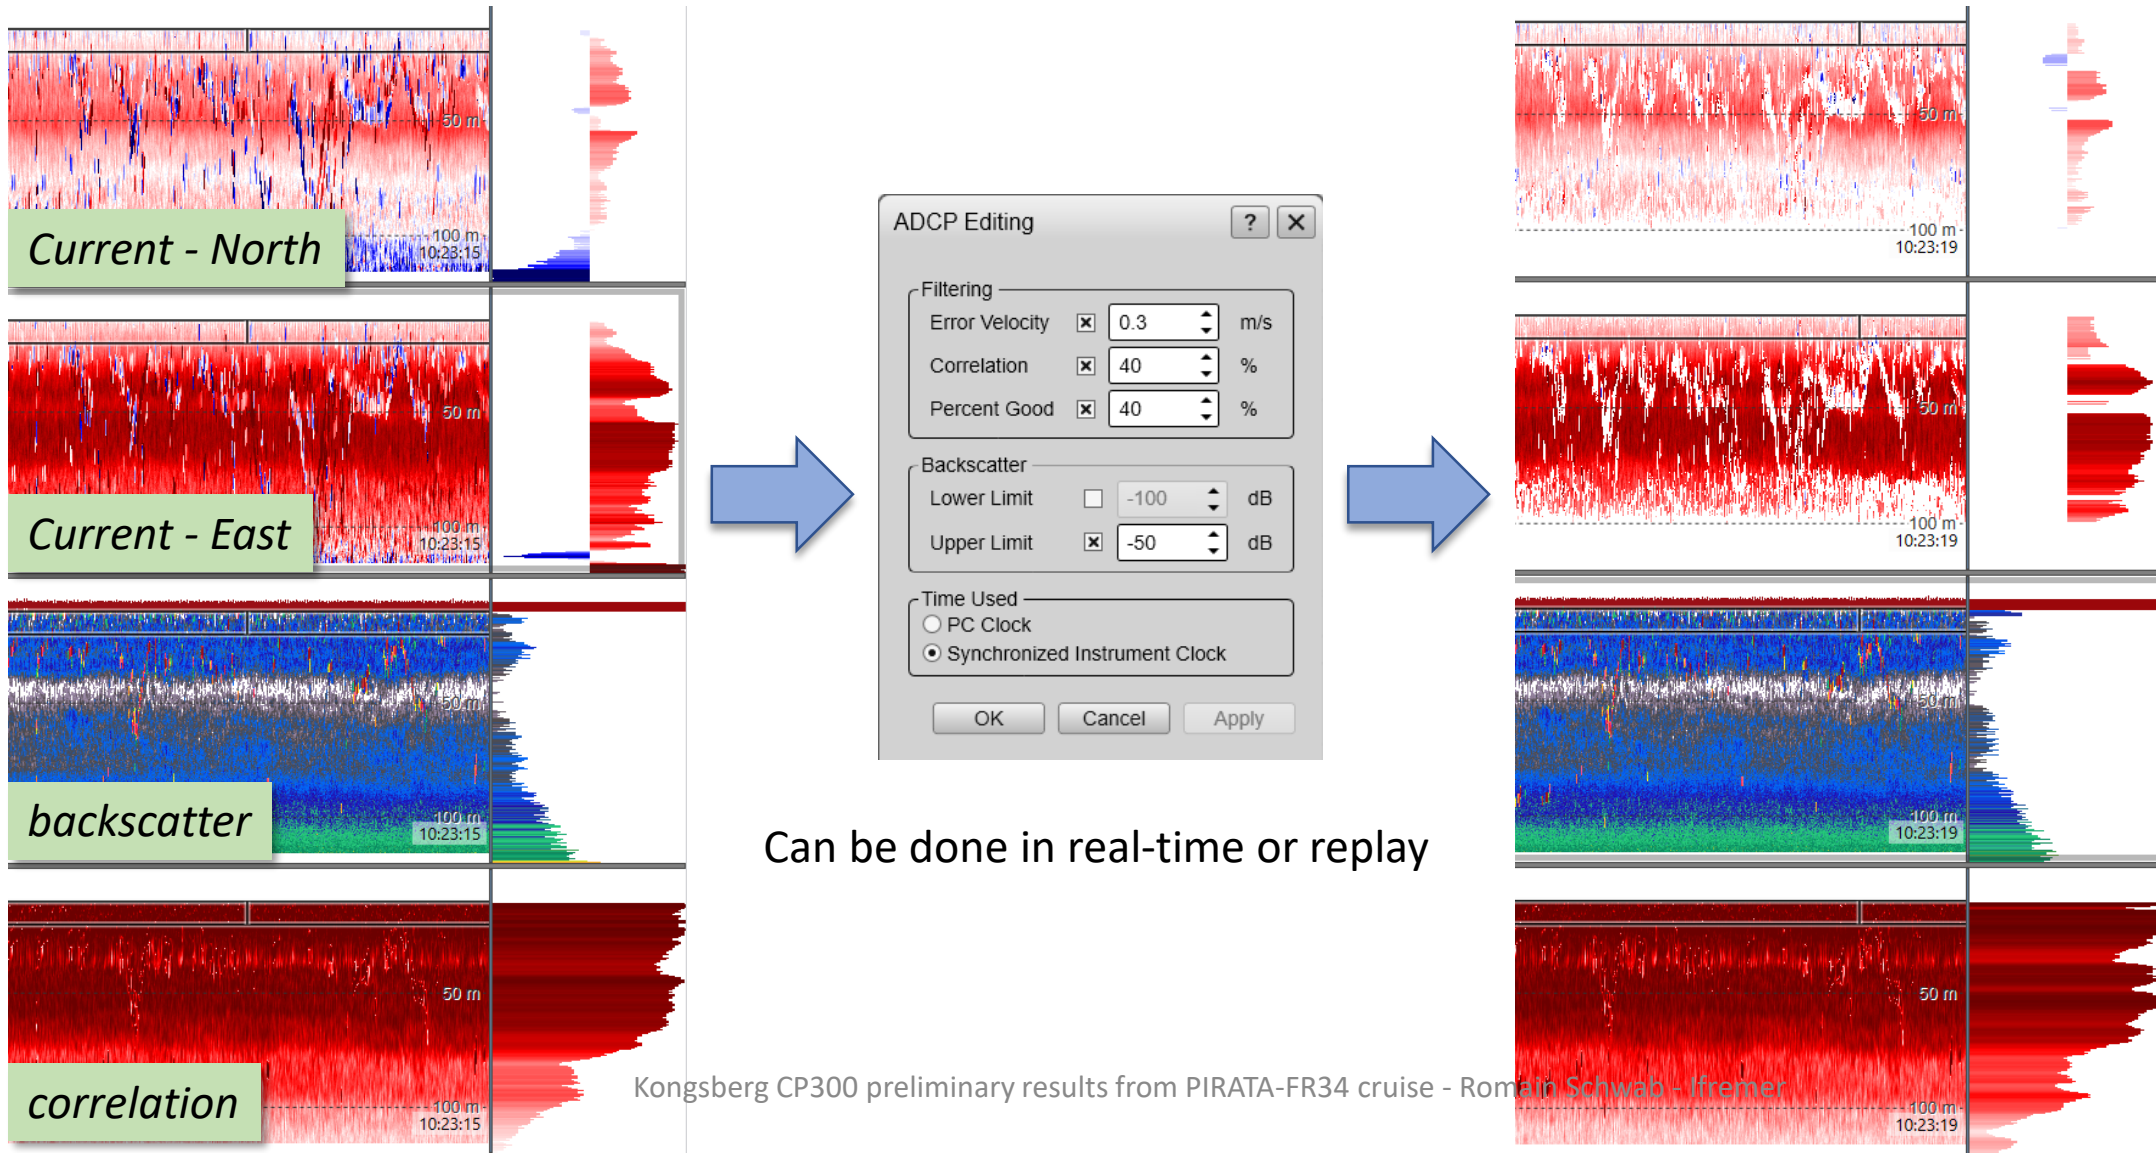 50 m
100 m
10:23:15
Current - North
50 m
100 m
10:23:15
Current - East
50 m
100 m
10:23:15
backscatter
50 m
100 m
10:23:15
correlation
ADCP Editing ? X
Filtering
Error Velocity 0.3 m/s
Correlation 40 %
Percent Good 40 %
Backscatter
Lower Limit -100 dB
Upper Limit -50 dB
Time Used
PC Clock
Synchronized Instrument Clock
OK Cancel Apply
Can be done in real-time or replay
50 m
100 m
10:23:19
50 m
100 m
10:23:19
50 m
100 m
10:23:19
50 m
100 m
10:23:19
Kongsberg CP300 preliminary results from PIRATA-FR34 cruise - Romain Schwab - Ifremer